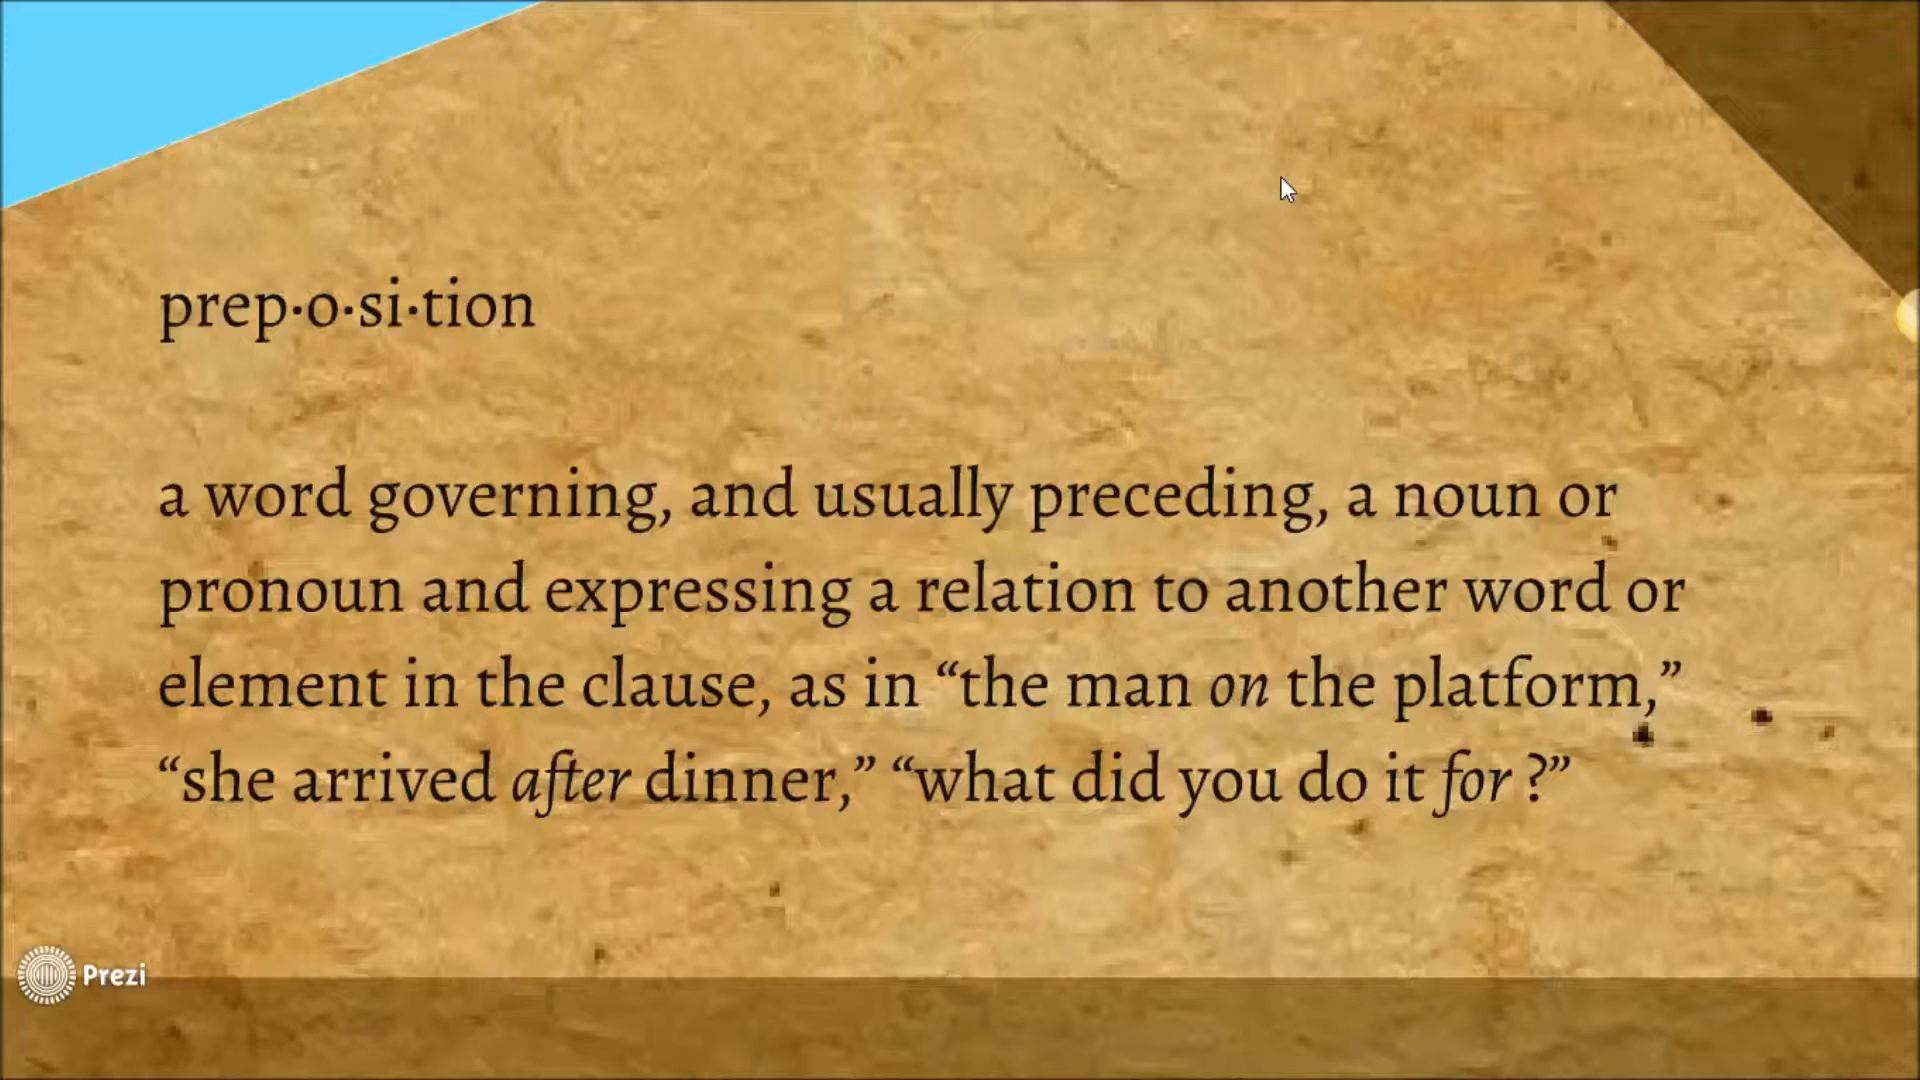 prep·o·si·tion
a word governing, and usually preceding, a noun or
pronoun and expressing a relation to another word or
element in the clause, as in “the man on the platform,”
“she arrived after dinner,” “what did you do it for ?”
Prezi